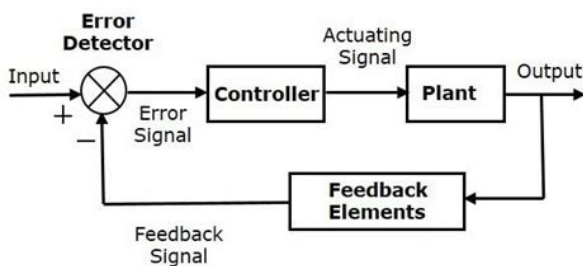 Error
Detector
Input
+
−
Error
Signal
Controller
Actuating
Signal
Plant
Output
Feedback
Elements
Feedback
Signal